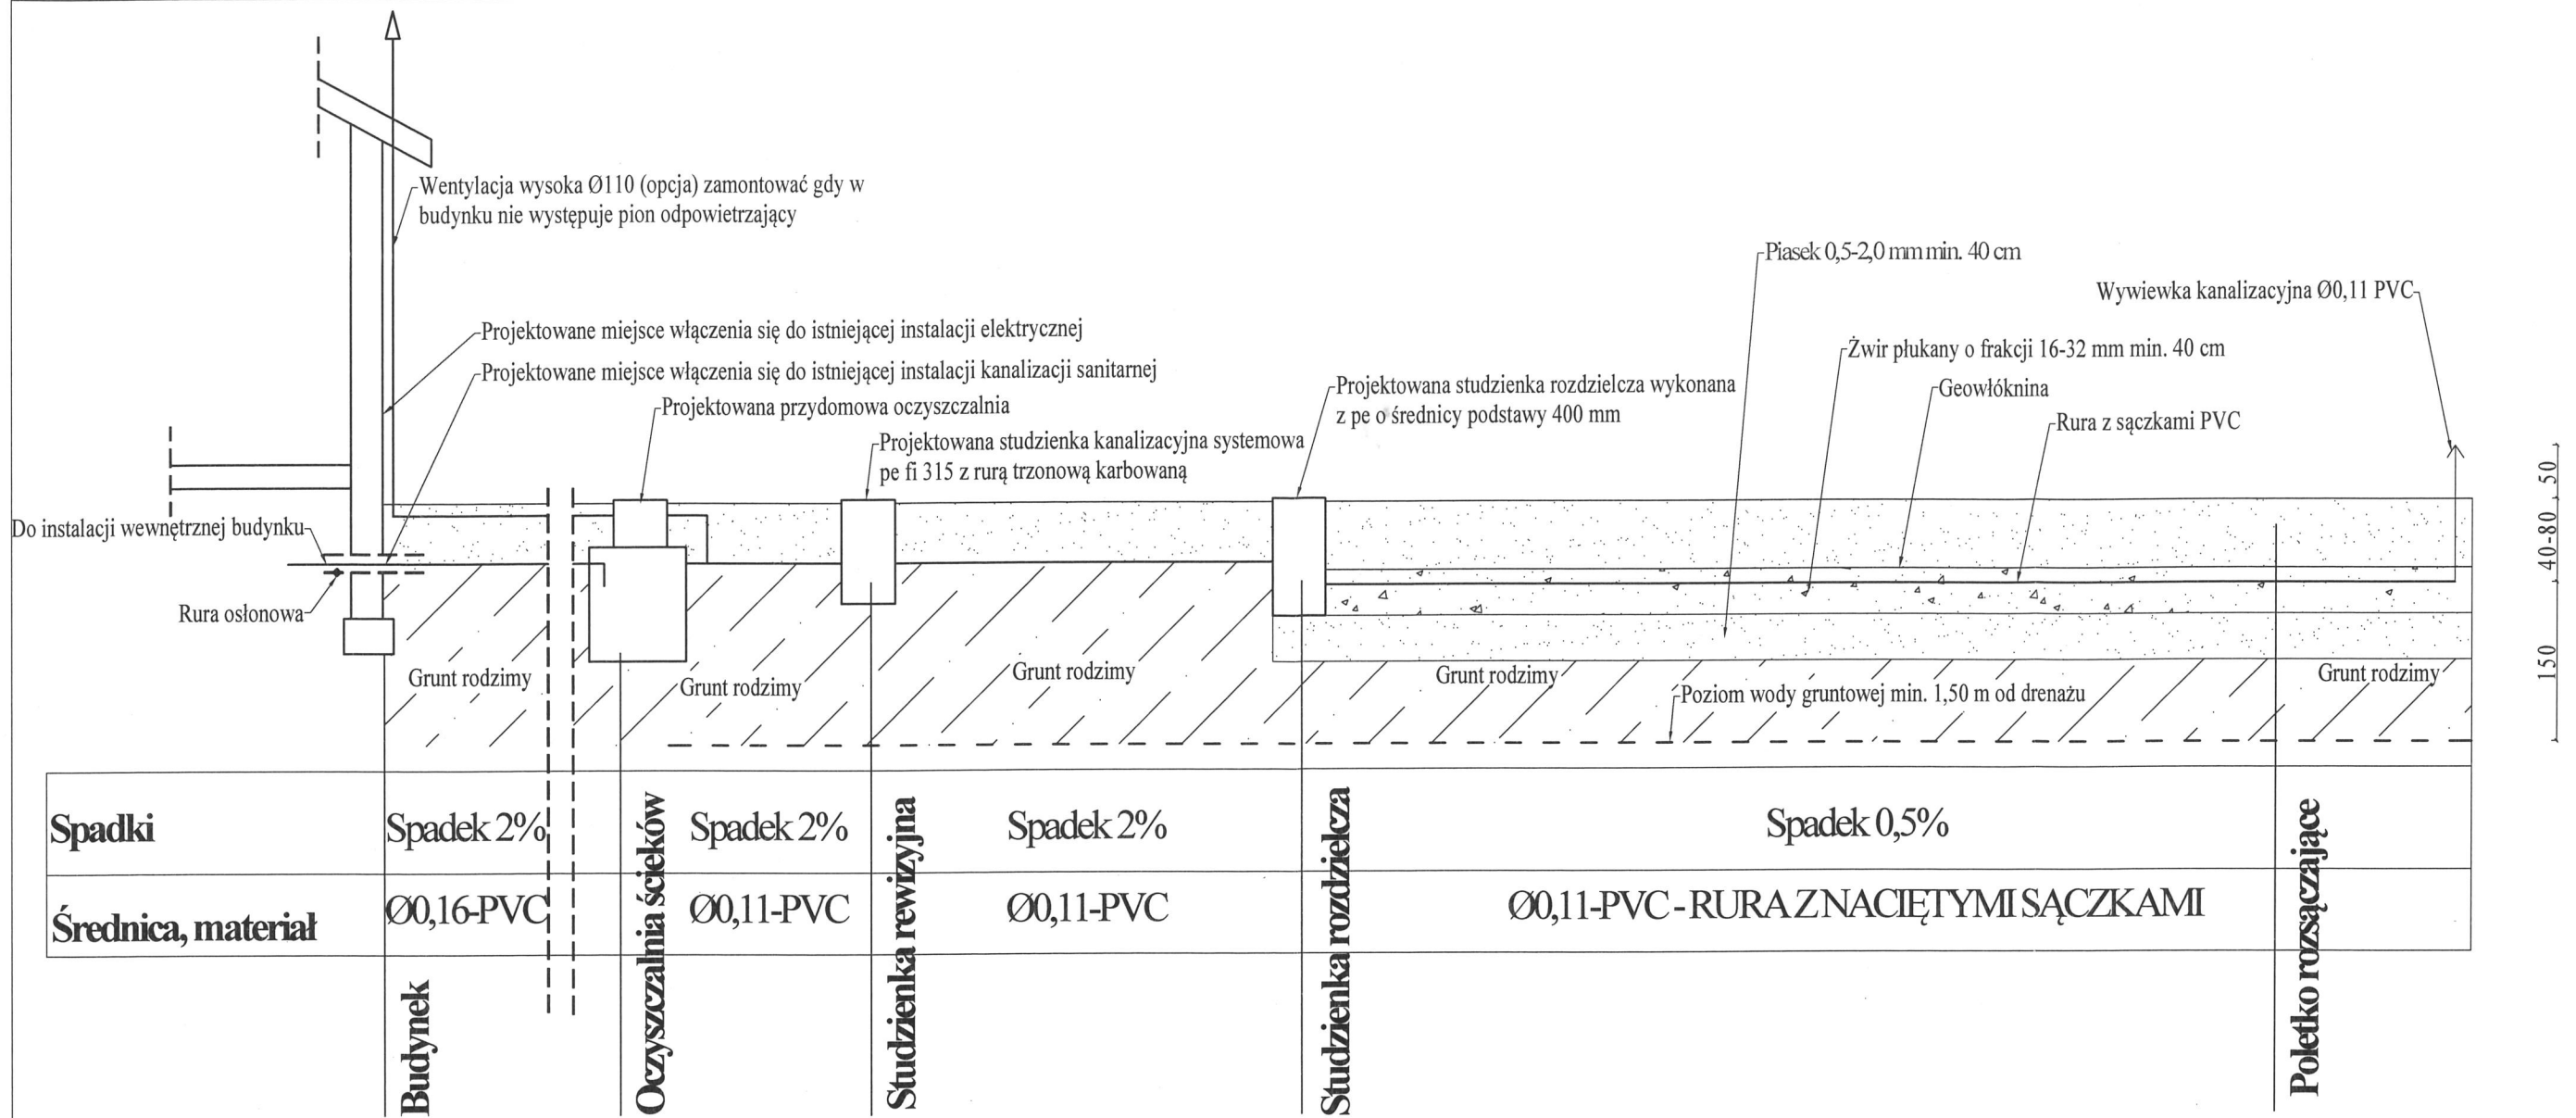 Wentylacja wysoka Ø110 (opcja) zamontować gdy w
budynku nie występuje pion odpowietrzający
Piasek 0,5-2,0 mm min. 40 cm
Wywiewka kanalizacyjna Ø0,11 PVC
Projektowane miejsce włączenia się do istniejącej instalacji elektrycznej
Żwir płukany o frakcji 16-32 mm min. 40 cm
Projektowane miejsce włączenia się do istniejącej instalacji kanalizacji sanitarnej
Projektowana studzienka rozdzielcza wykonana
z pe o średnicy podstawy 400 mm
Geowłóknina
Projektowana przydomowa oczyszczalnia
Rura z sączkami PVC
Projektowana studzienka kanalizacyjna systemowa
pe fi 315 z rurą trzonową karbowaną
50
40-80
150
Do instalacji wewnętrznej budynku
Rura osłonowa
Grunt rodzimy
Grunt rodzimy
Grunt rodzimy
Grunt rodzimy
Grunt rodzimy
Poziom wody gruntowej min. 1,50 m od drenażu
Spadki
Spadek 2%
Spadek 2%
Spadek 2%
Spadek 0,5%
Średnica, materiał
Ø0,16-PVC
Ø0,11-PVC
Ø0,11-PVC
Ø0,11-PVC - RURA Z NACIĘTYMI SĄCZKAMI
Budynek
Oczyszczalnia ścieków
Studzienka rewizyjna
Studzienka rozdzielcza
Poletko rozsączające